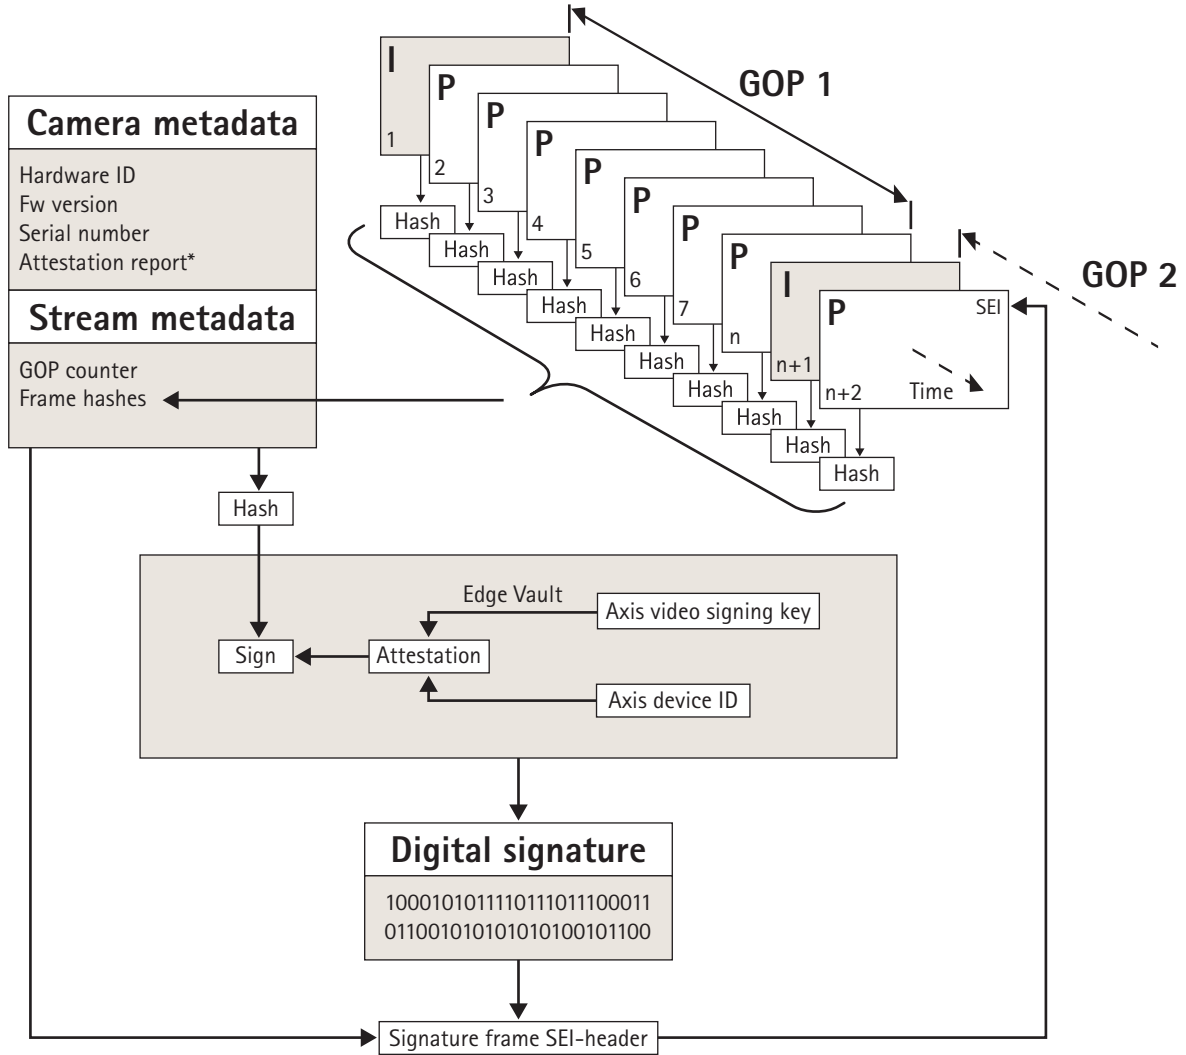 GOP 1
I
1
P
2
P
3
P
4
P
5
P
6
P
7
P
n
I
n+1
P
SEI
n+2
Time
GOP 2
Hash
Hash
Hash
Hash
Hash
Hash
Hash
Hash
Hash
Hash
Camera metadata
Hardware ID
Fw version
Serial number
Attestation report*
Stream metadata
GOP counter
Frame hashes
Hash
Edge Vault
Axis video signing key
Sign
Attestation
Axis device ID
Digital signature
1000101011110111011100011
011001010101010100101100
Signature frame SEI-header